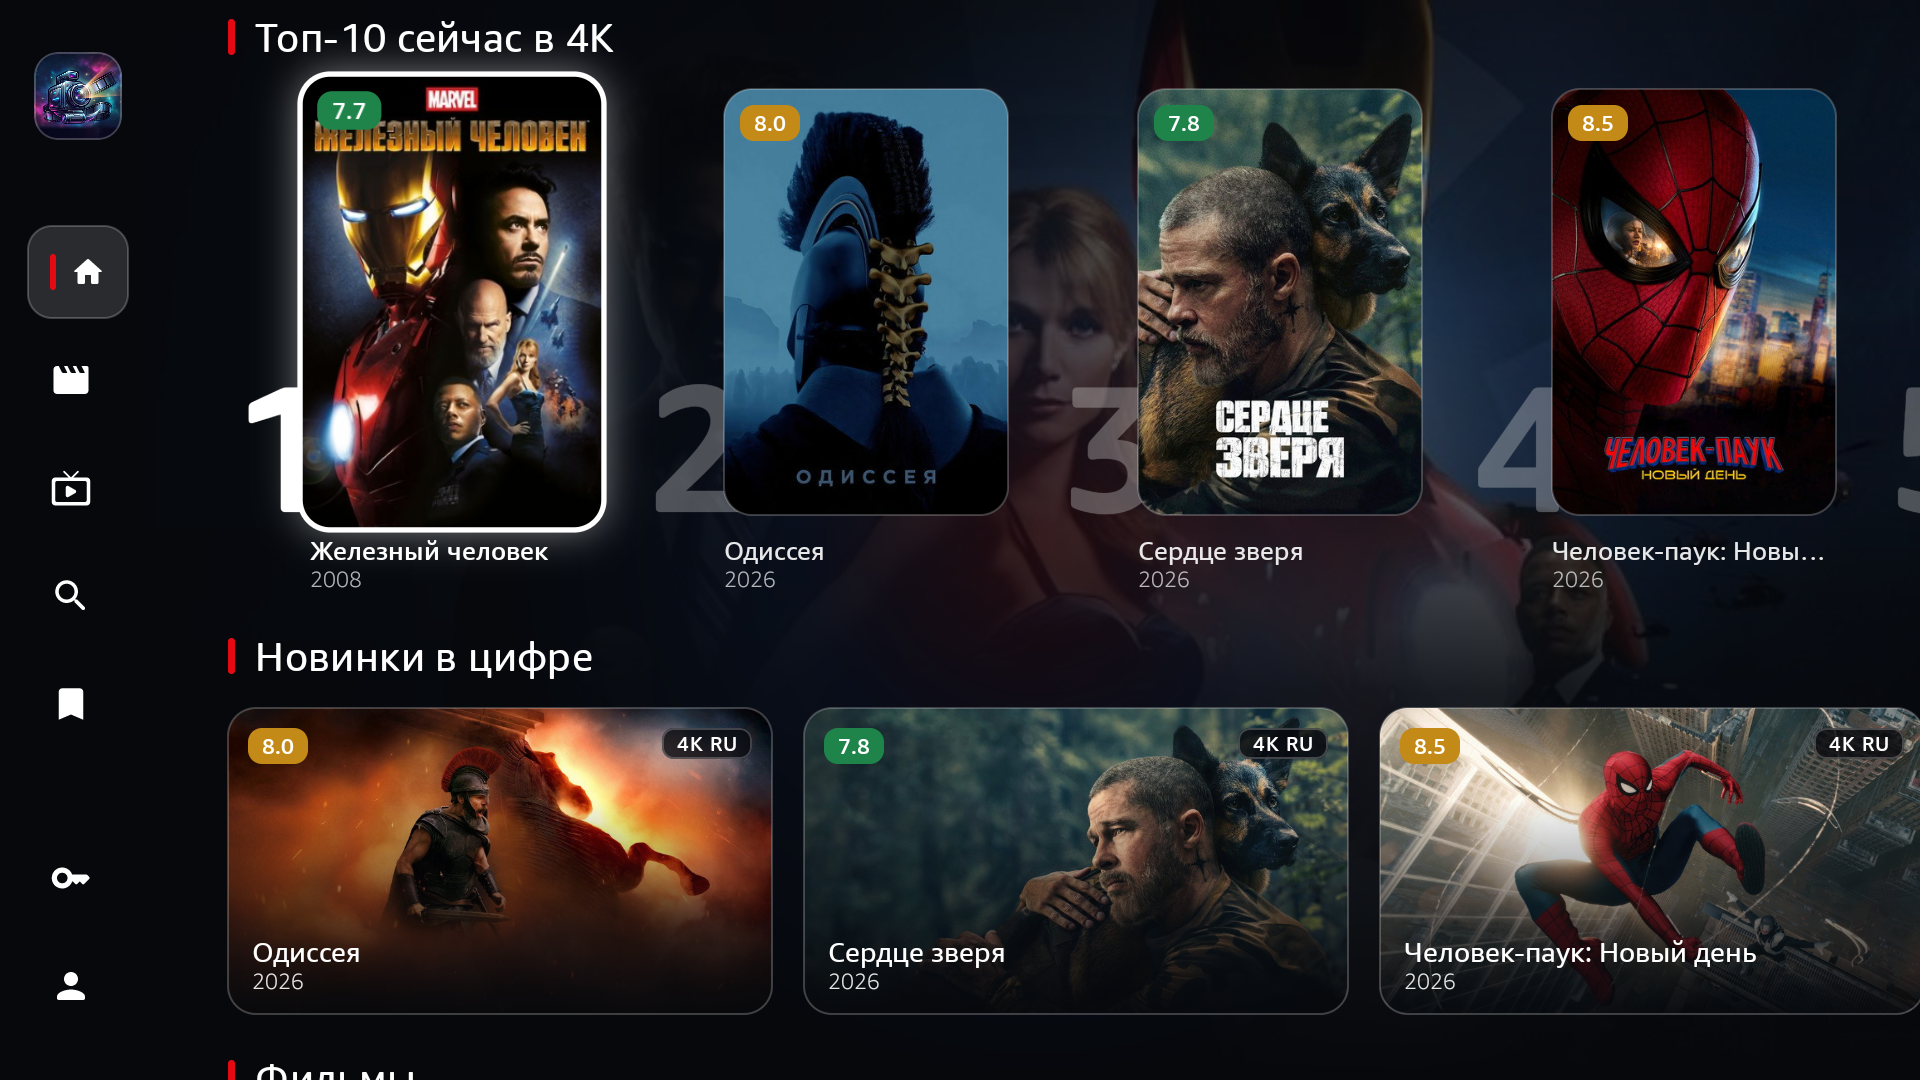 Топ-10 сейчас в 4К
7.7
MARVEL
ЖЕЛЕЗНЫЙ ЧЕЛОВЕК
8.0
ОДИССЕЯ
7.8
СЕРДЦЕ
ЗВЕРЯ
8.5
ЧЕЛОВЕК-ПАУК
НОВЫЙ ДЕНЬ
1
2
3
4
5
Железный человек
2008
Одиссея
2026
Сердце зверя
2026
Человек-паук: Новы...
2026
Новинки в цифре
8.0
4K RU
Одиссея
2026
7.8
4K RU
Сердце зверя
2026
8.5
4K RU
Человек-паук: Новый день
2026
Фильмы